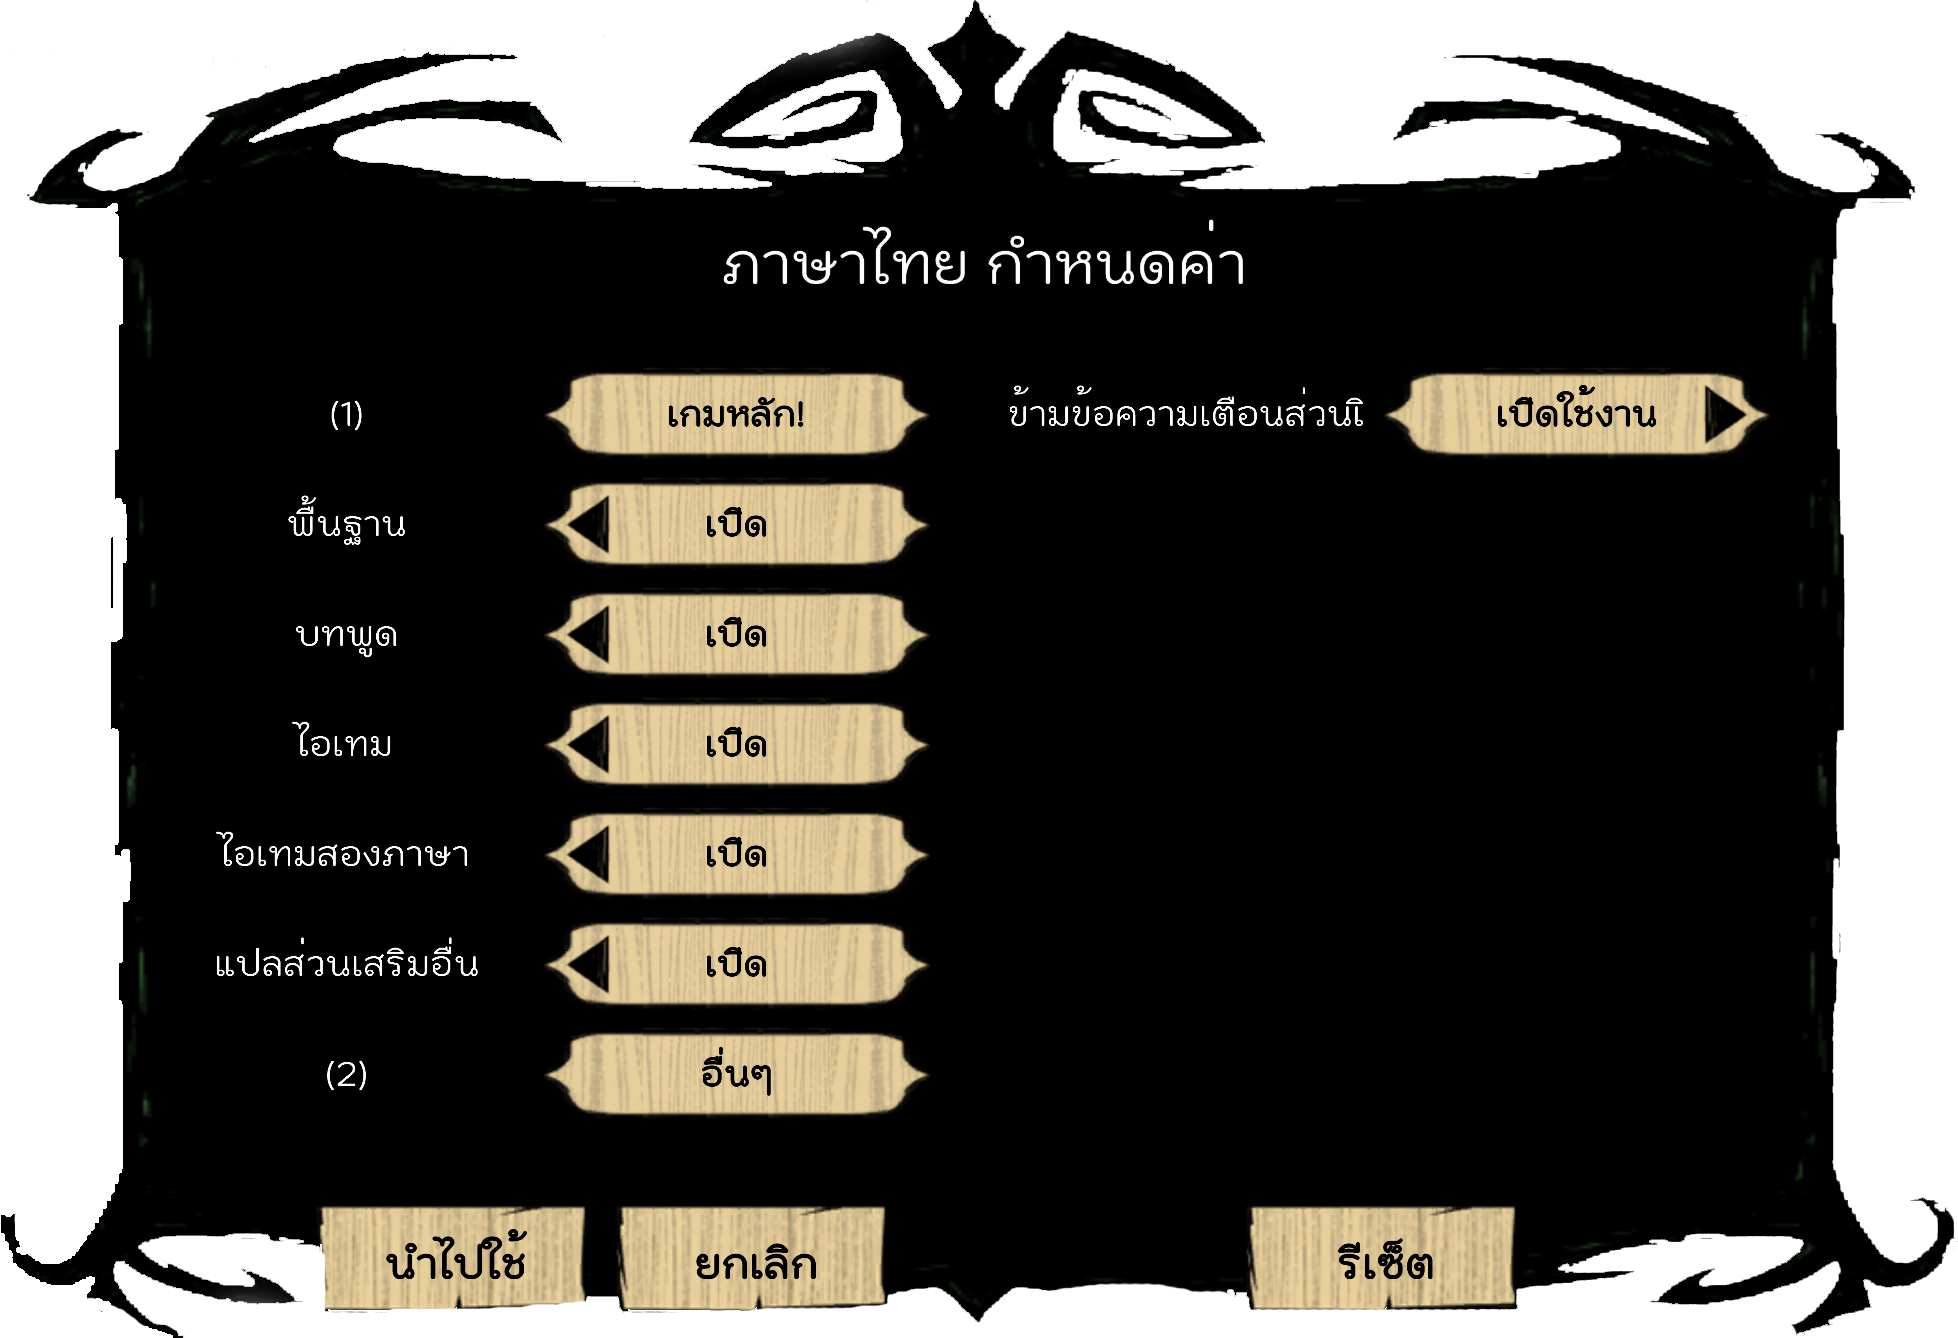 ภาษาไทย กำหนดค่า
(1) เกมหลัก!
พื้นฐาน เปิด
บทพูด เปิด
ไอเทม เปิด
ไอเทมสองภาษา เปิด
แปลส่วนเสริมอื่น เปิด
(2) อื่นๆ
ข้ามข้อความเตือนส่วนเ เปิดใช้งาน
นำไปใช้ ยกเลิก รีเซ็ต